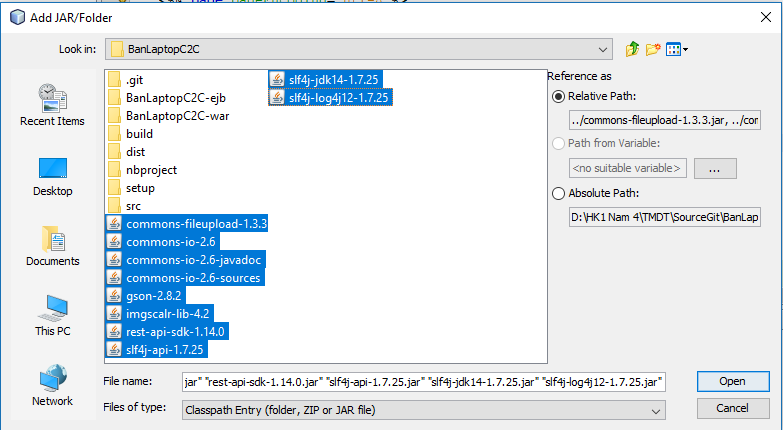 Add JAR/Folder
Look in:
BanLaptopC2C
Recent Items
Desktop
Documents
This PC
Network
.git
BanLaptopC2C-ejb
BanLaptopC2C-war
build
dist
nbproject
setup
src
commons-fileupload-1.3.3
commons-io-2.6
commons-io-2.6-javadoc
commons-io-2.6-sources
gson-2.8.2
imgscalr-lib-4.2
rest-api-sdk-1.14.0
slf4j-api-1.7.25
slf4j-jdk14-1.7.25
slf4j-log4j12-1.7.25
Reference as
Relative Path:
../commons-fileupload-1.3.3.jar, ../cor
Path from Variable:
<no suitable variable>
...
Absolute Path:
D:\HK1 Nam 4\TMDT\SourceGit\BanLap
File name:
jar" "rest-api-sdk-1.14.0.jar" "slf4j-api-1.7.25.jar" "slf4j-jdk14-1.7.25.jar" "slf4j-log4j12-1.7.25.jar"
Open
Files of type:
Classpath Entry (folder, ZIP or JAR file)
Cancel